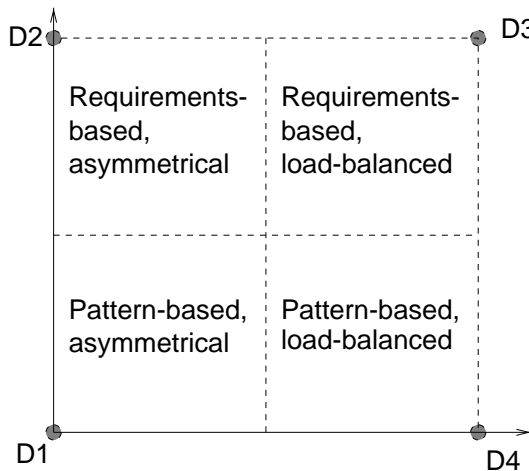 D2
D3
Requirements-
based,
asymmetrical
Requirements-
based,
load-balanced
Pattern-based,
asymmetrical
Pattern-based,
load-balanced
D1
D4